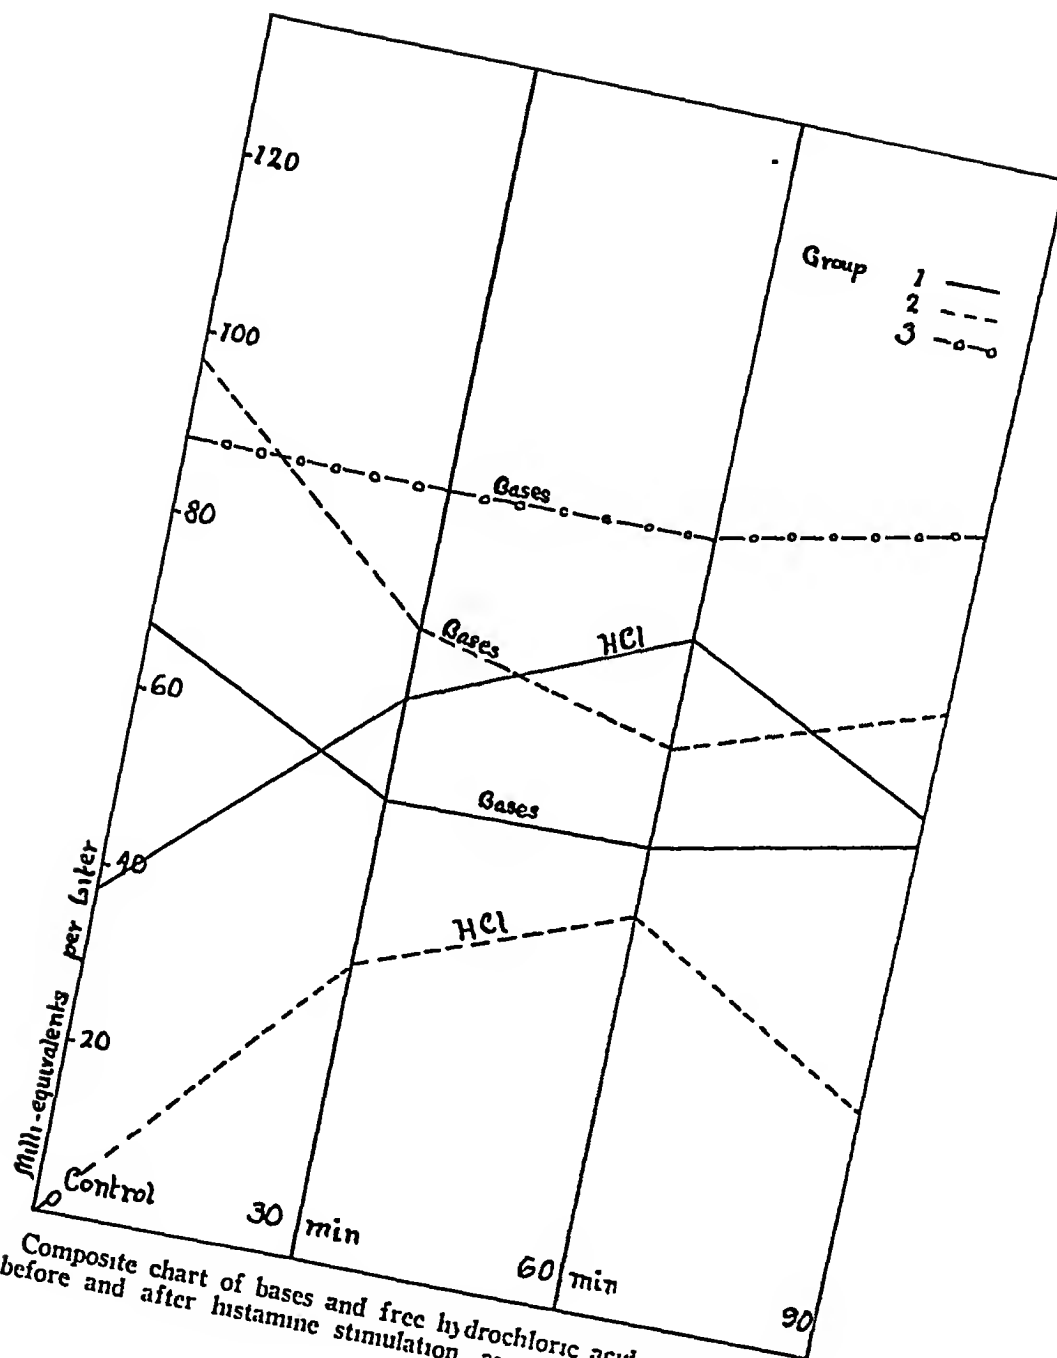 120
100
80
60
40
20
0
Milli-equivalents per Liter
Group 1
2
3
Bases
Bases
HCl
Bases
HCl
Control
30 min
60 min
90
Composite chart of bases and free hydrochloric acid
before and after histamine stimulation